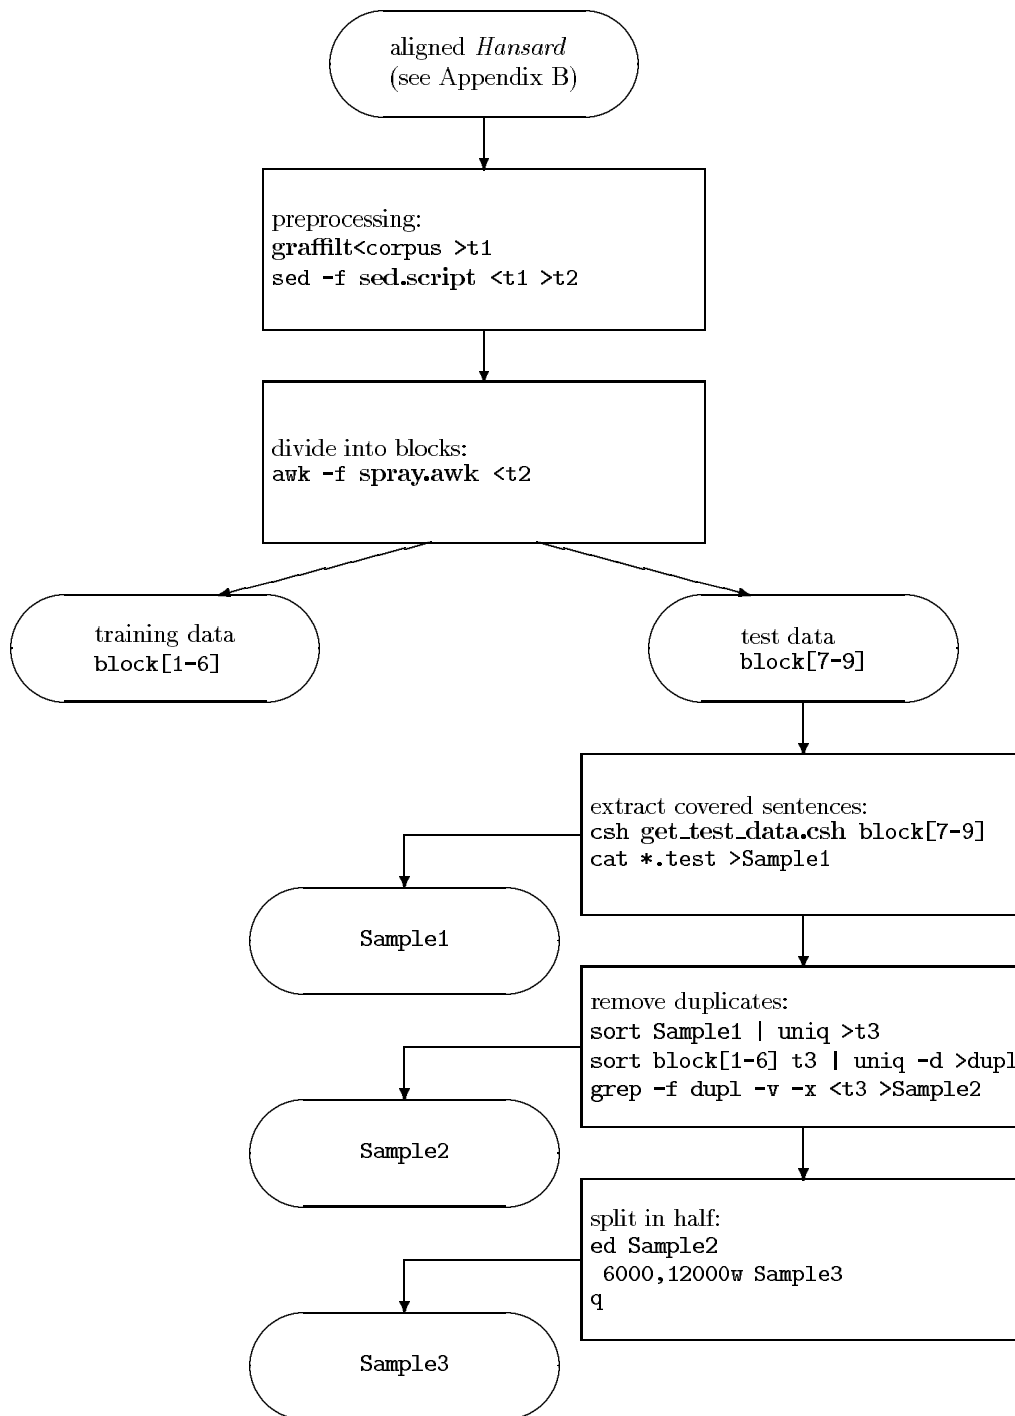 aligned Hansard
(see Appendix B)
preprocessing:
graffilt<corpus >t1
sed -f sed.script <t1 >t2
divide into blocks:
awk -f spray.awk <t2
training data
block[1-6]
test data
block[7-9]
extract covered sentences:
csh get_test_data.csh block[7-9]
cat *.test >Sample1
Sample1
remove duplicates:
sort Sample1 | uniq >t3
sort block[1-6] t3 | uniq -d >dupl
grep -f dupl -v -x <t3 >Sample2
Sample2
split in half:
ed Sample2
6000,12000w Sample3
q
Sample3